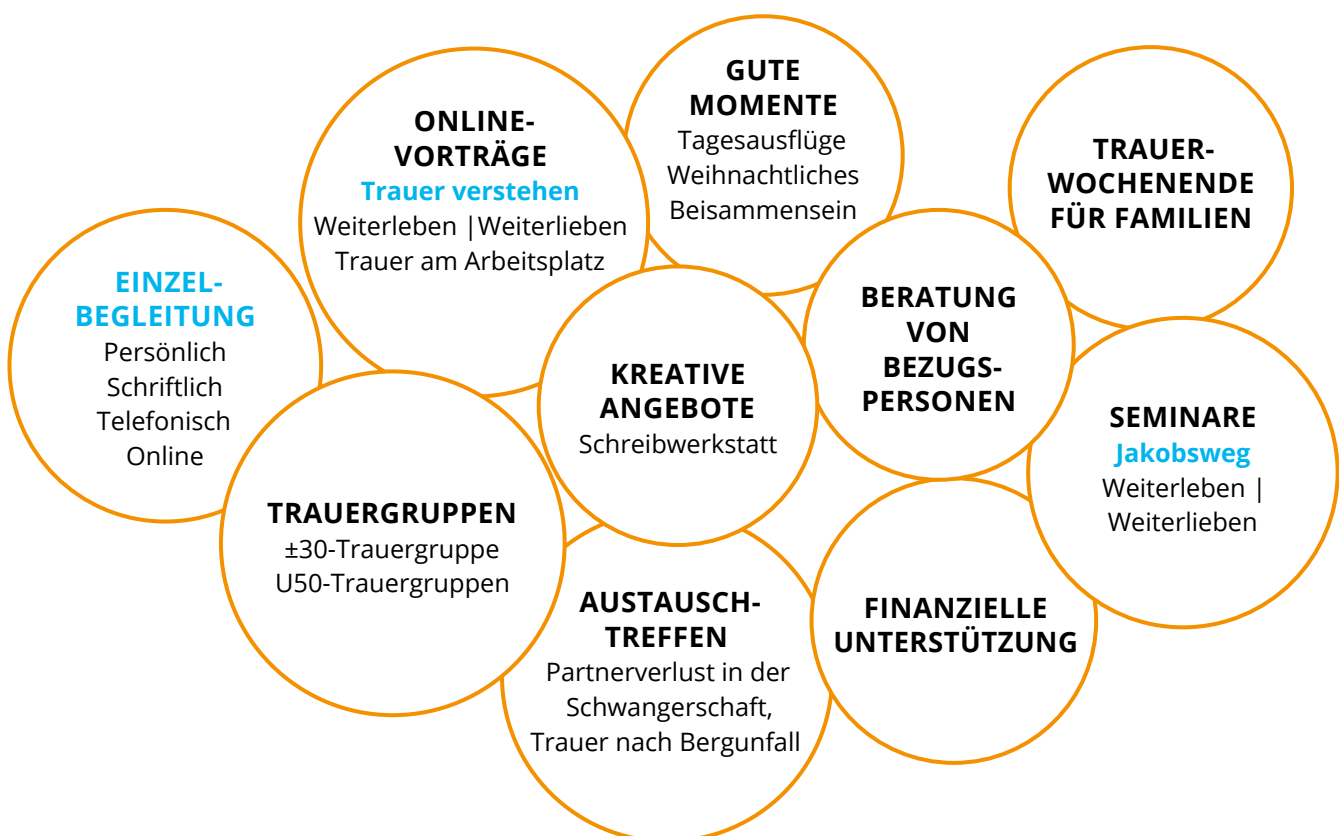 ONLINE-
VORTRÄGE
Trauer verstehen
Weiterleben |Weiterlieben
Trauer am Arbeitsplatz
GUTE
MOMENTE
Tagesausflüge
Weihnachtliches
Beisammensein
TRAUER-
WOCHENENDE
FÜR FAMILIEN
EINZEL-
BEGLEITUNG
Persönlich
Schriftlich
Telefonisch
Online
KREATIVE
ANGEBOTE
Schreibwerkstatt
BERATUNG
VON
BEZUGS-
PERSONEN
SEMINARE
Jakobsweg
Weiterleben |
Weiterlieben
TRAUERGRUPPEN
±30-Trauergruppe
U50-Trauergruppen
AUSTAUSCH-
TREFFEN
Partnerverlust in der
Schwangerschaft,
Trauer nach Bergunfall
FINANZIELLE
UNTERSTÜTZUNG